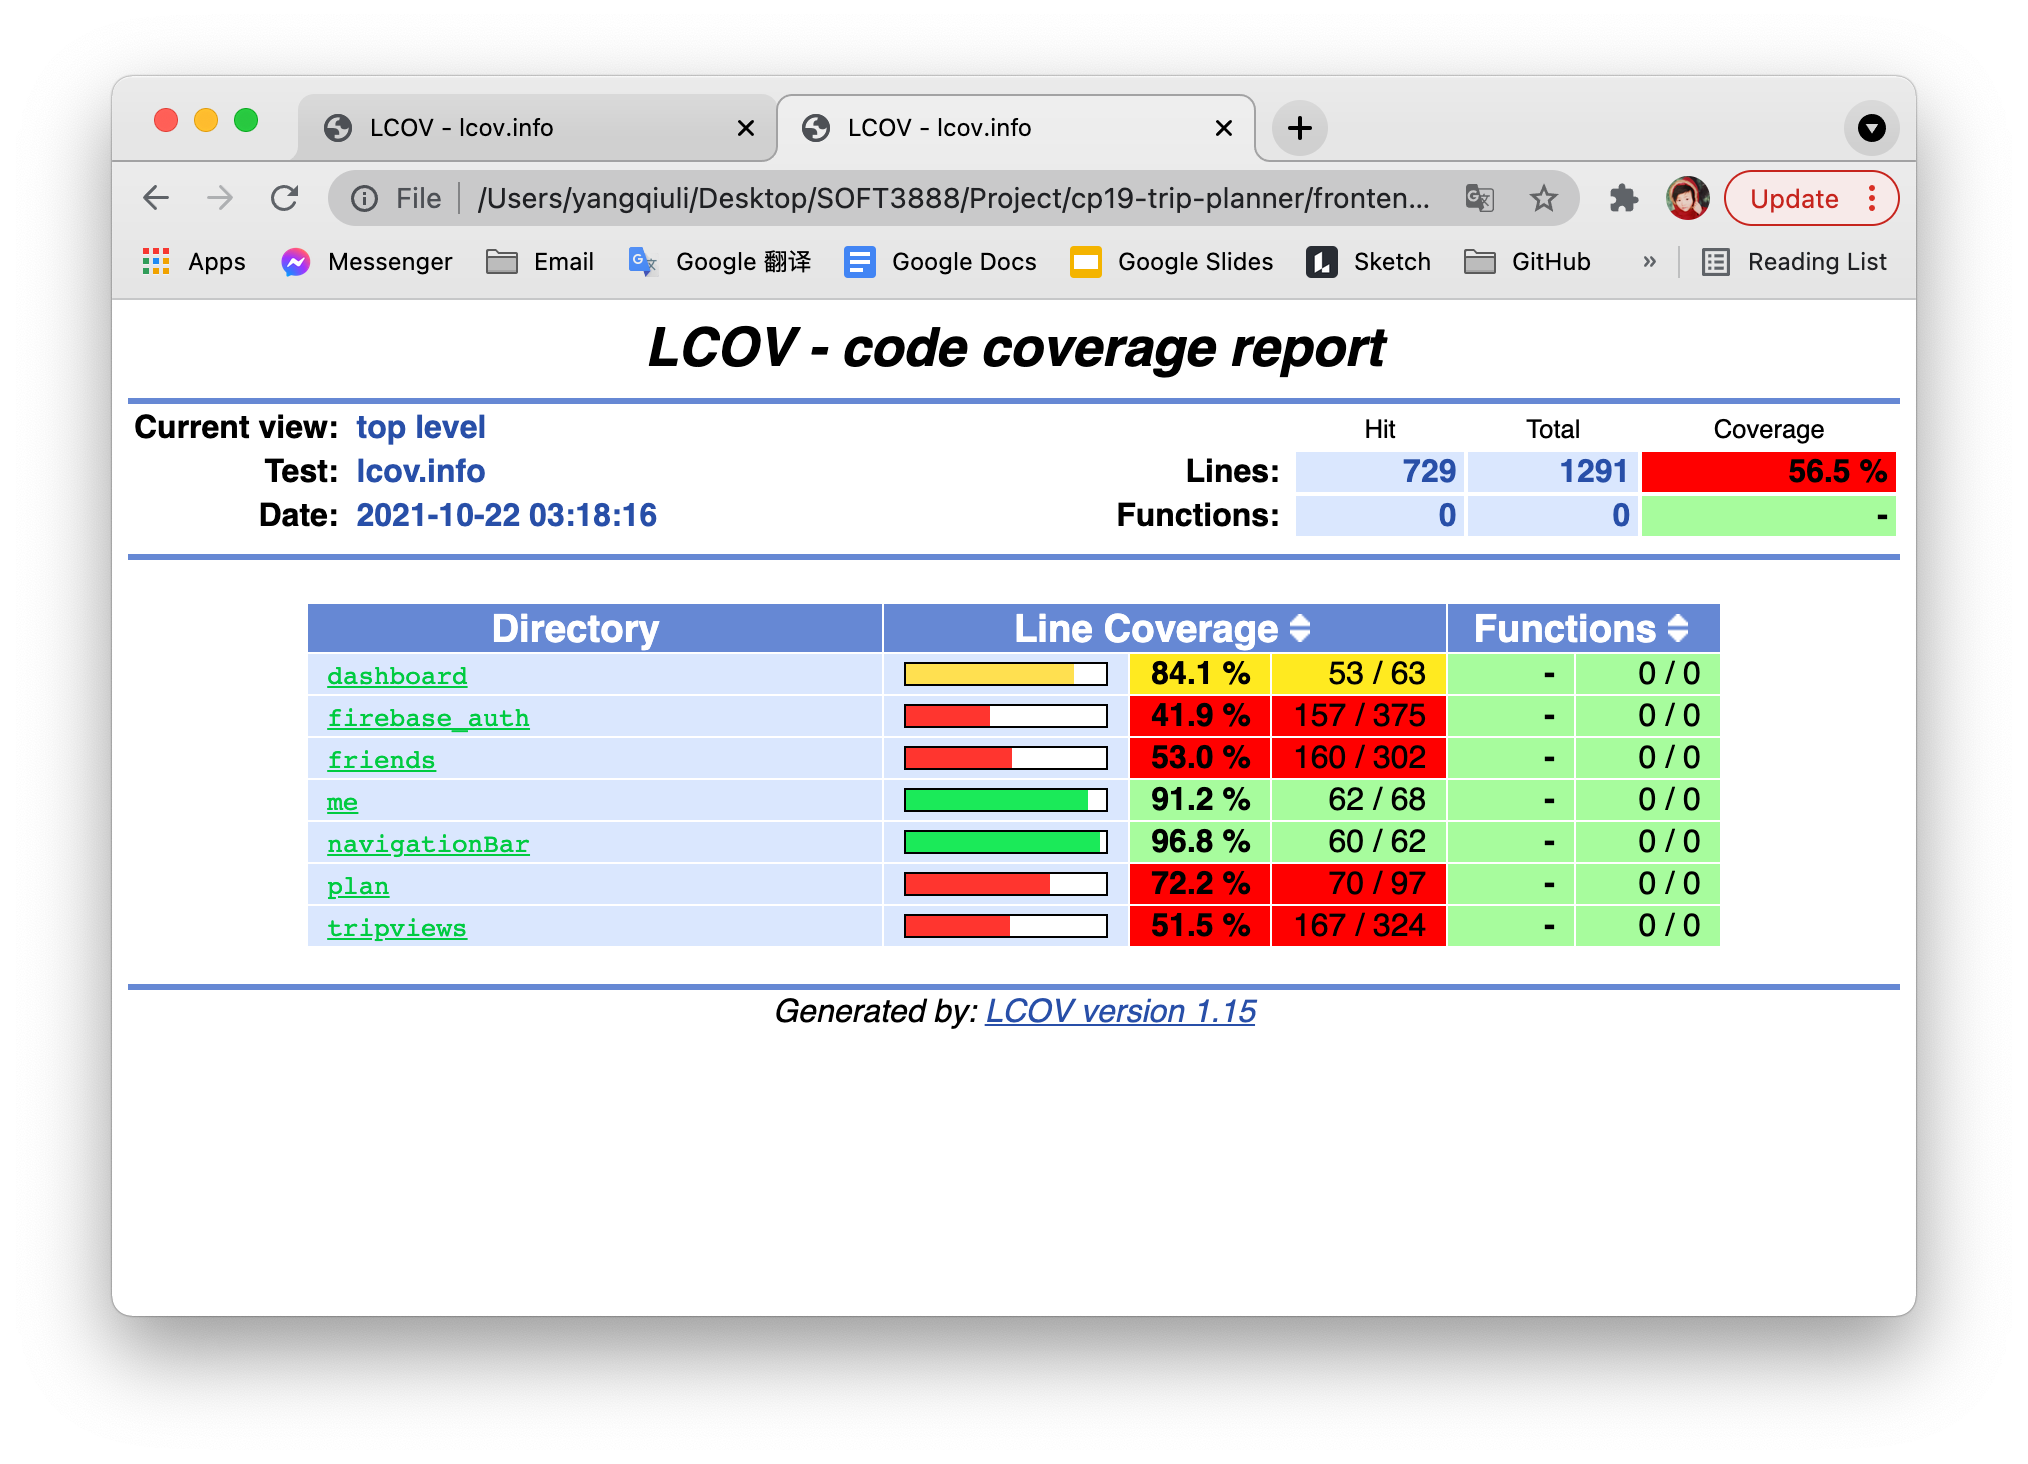 LCOV - lcov.info
LCOV - lcov.info
File /Users/yangqiuli/Desktop/SOFT3888/Project/cp19-trip-planner/fronten... Update
Apps Messenger Email Google 翻译 Google Docs Google Slides Sketch GitHub » Reading List
LCOV - code coverage report
Current view: top level Hit Total Coverage
Test: lcov.info Lines: 729 1291 56.5 %
Date: 2021-10-22 03:18:16 Functions: 0 0 -
Directory Line Coverage Functions
dashboard 84.1 % 53 / 63 - 0 / 0
firebase_auth 41.9 % 157 / 375 - 0 / 0
friends 53.0 % 160 / 302 - 0 / 0
me 91.2 % 62 / 68 - 0 / 0
navigationBar 96.8 % 60 / 62 - 0 / 0
plan 72.2 % 70 / 97 - 0 / 0
tripviews 51.5 % 167 / 324 - 0 / 0
Generated by: LCOV version 1.15